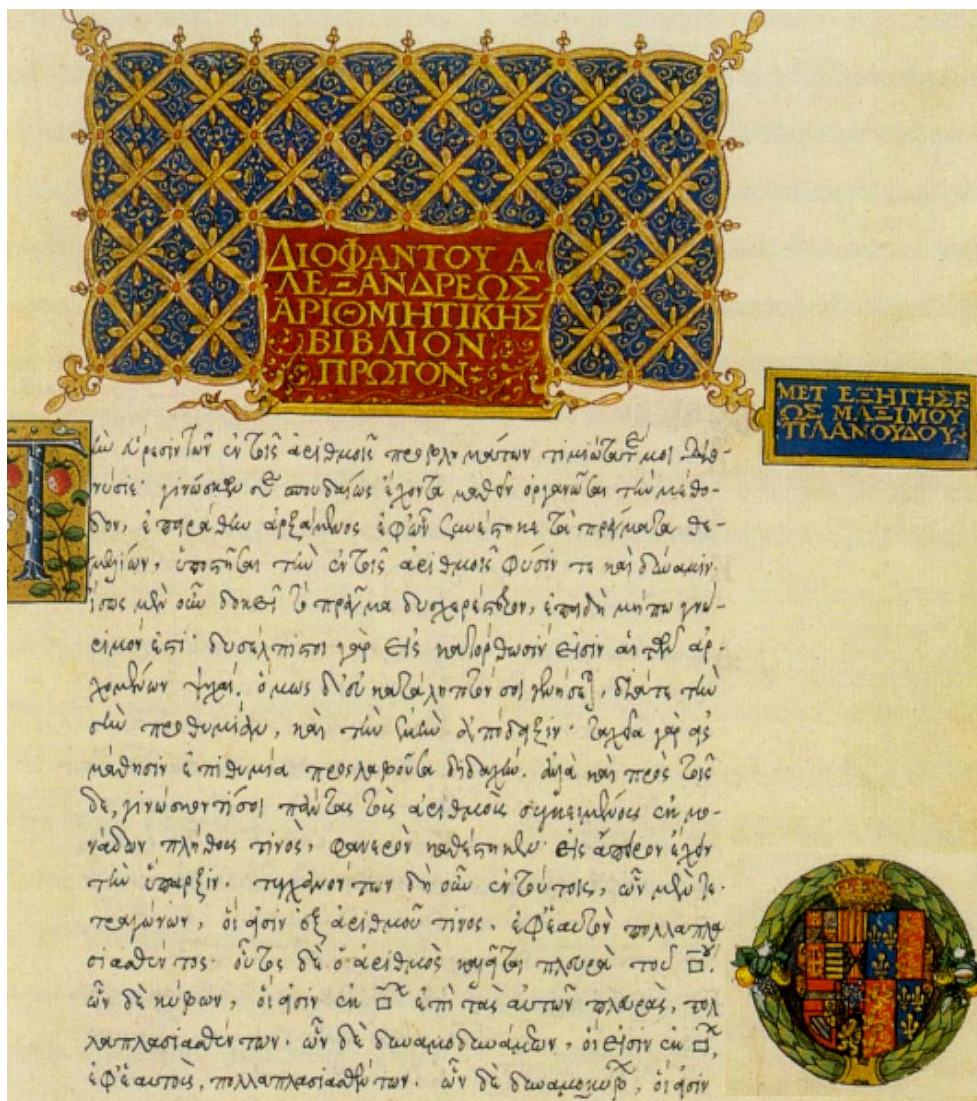 ΔΙΟΦΑΝΤΟΥ Α
ΛΕΞΑΝΔΡΕΩΣ
ΑΡΙΘΜΗΤΙΚΗΣ
ΒΙΒΛΙΟΝ
ΠΡΩΤΟΝ
ΜΕΤ ΕΞΗΓΗΣΕ
ΩΣ ΜΑΞΙΜΟΥ
ΠΛΑΝΟΥΔΟΥ
Τὴν εὕρεσιν τῶν ἐν τοῖς ἀριθμοῖς προβλημάτων τιμιώτατέ μοι Διο-
νύσιε· γινώσκων σε σπουδαίως ἔχοντα μαθεῖν ὀργανῶσαι τὴν μέθο-
δον, ἐπειράθην ἀρξάμενος ἀφ' ὧν συνέστηκε τὰ πράγματα θε-
μελίων, ὑποστῆσαι τὴν ἐν τοῖς ἀριθμοῖς φύσιν τε καὶ δύναμιν.
ἴσως μὲν οὖν δοκεῖ τὸ πρᾶγμα δυσχερέστερον, ἐπειδὴ μήπω γνώ-
ριμόν ἐστι· δυσέλπιστοι γὰρ εἰς κατόρθωσίν εἰσιν αἱ τῶν ἀρ-
χομένων ψυχαί, ὅμως δ' εὐκατάληπτόν σοι γενήσεται, διά τε τὴν
σὴν προθυμίαν, καὶ τὴν ἐμὴν ἀπόδειξιν· ταχεῖα γὰρ εἰς
μάθησιν ἐπιθυμία προσλαβοῦσα διδαχήν. ἀλλὰ καὶ πρὸς τοῖσ
δε, γινώσκοντί σοι πάντας τοὺς ἀριθμοὺς συγκειμένους ἐκ μο-
νάδων πλήθους τινός, φανερὸν καθέστηκεν εἰς ἄπειρον ἔχειν
τὴν ὕπαρξιν. τυγχανόντων δὴ οὖν ἐν τούτοις, ὧν μὲν τε-
τραγώνων, οἵ εἰσιν ἐξ ἀριθμοῦ τινος, ἐφ' ἑαυτὸν πολλαπλα
σιασθέντος· οὗτος δὲ ὁ ἀριθμὸς καλεῖται πλευρὰ τοῦ □ου.
ὧν δὲ κύβων, οἵ εἰσιν ἐκ □ων ἐπὶ τὰς αὐτῶν πλευράς, πολ
λαπλασιασθέντων. ὧν δὲ δυναμοδυνάμεων, οἵ εἰσιν ἐκ □ων,
ἐφ' ἑαυτούς, πολλαπλασιασθέντων. ὧν δὲ δυναμοκύβων, οἵ εἰσιν